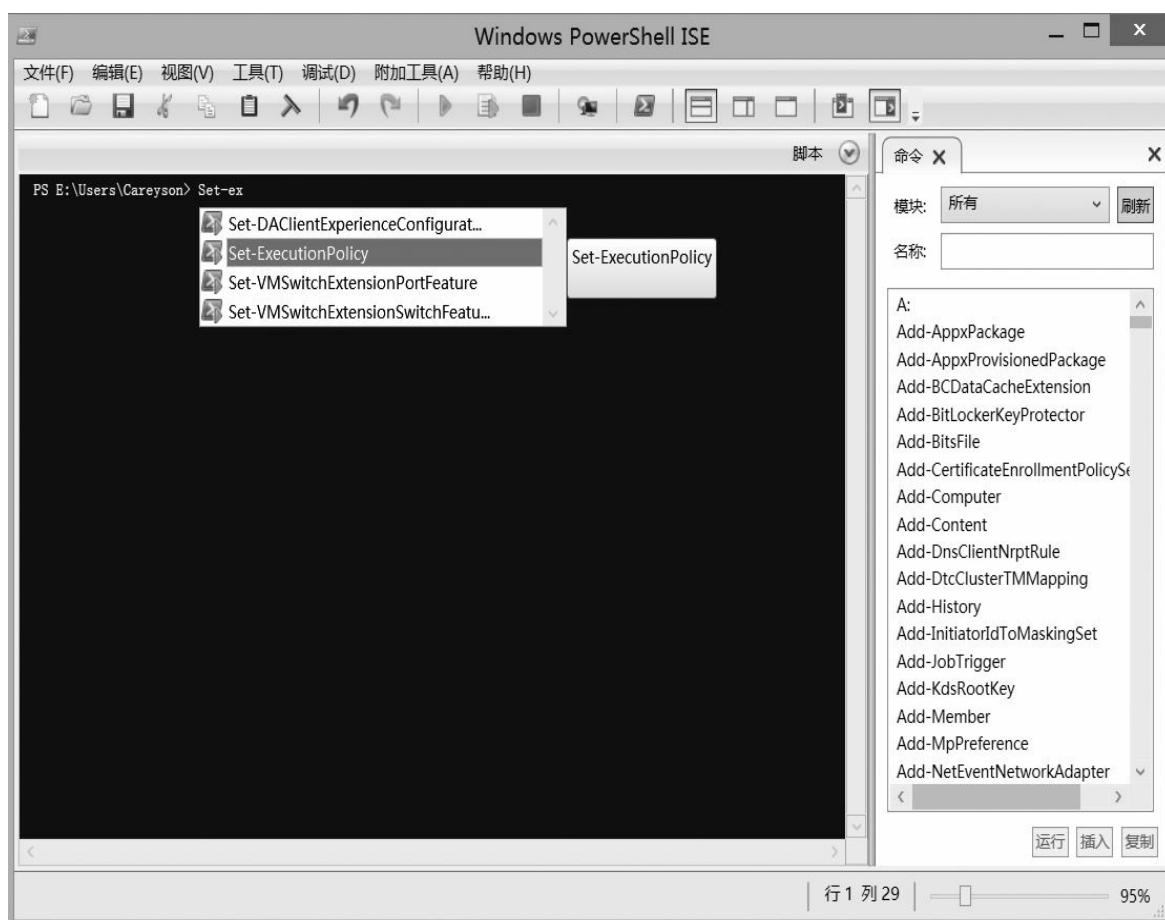 Windows PowerShell ISE
文件(F) 编辑(E) 视图(V) 工具(T) 调试(D) 附加工具(A) 帮助(H)
脚本
PS E:\Users\Careyson> Set-ex
Set-DAClientExperienceConfigurat...
Set-ExecutionPolicy
Set-VMSwitchExtensionPortFeature
Set-VMSwitchExtensionSwitchFeatu...
Set-ExecutionPolicy
命令
模块: 所有 刷新
名称:
A:
Add-AppxPackage
Add-AppxProvisionedPackage
Add-BCDataCacheExtension
Add-BitLockerKeyProtector
Add-BitsFile
Add-CertificateEnrollmentPolicySe
Add-Computer
Add-Content
Add-DnsClientNrptRule
Add-DtcClusterTMMapping
Add-History
Add-InitiatorIdToMaskingSet
Add-JobTrigger
Add-KdsRootKey
Add-Member
Add-MpPreference
Add-NetEventNetworkAdapter
运行 插入 复制
行 1 列 29 95%